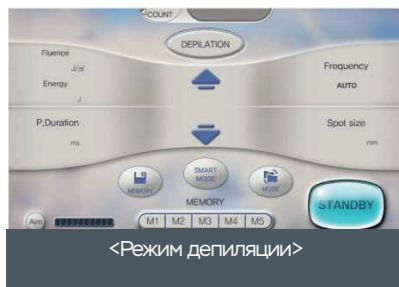 COUNT
DEPILATION
Fluence
J/㎠
Energy
J
Frequency
AUTO
P.Duration
ms
Spot size
mm
MEMORY
SMART
MODE
MODE
MEMORY
M1 M2 M3 M4 M5
Aim
STANDBY
<Режим депиляции>